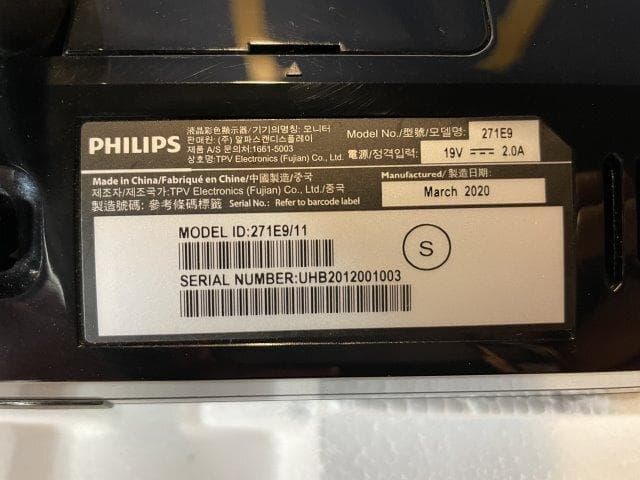 PHILIPS
液晶彩色顯示器/기기의명칭: 모니터
판매원: (주) 알파스캔디스플레이
제품 A/S 문의처:1661-5003
상호명:TPV Electronics (Fujian) Co., Ltd.
Model No./型號/모델명: 271E9
電源/정격입력: 19V 2.0A
Made in China/Fabriqué en Chine/中國製造/중국
제조자/제조국가:TPV Electronics (Fujian) Co., Ltd./중국
製造號碼: 參考條碼標籤 Serial No.: Refer to barcode label
Manufactured/ 製造日期:
March 2020
MODEL ID:271E9/11
S
SERIAL NUMBER:UHB2012001003